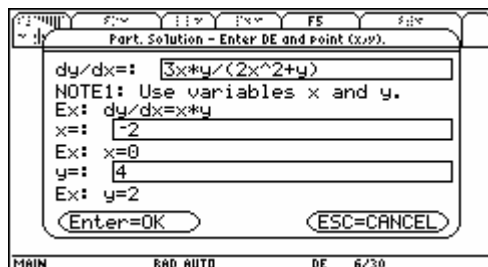 F5
Part. Solution - Enter DE and point (x,y).
dy/dx=: 3x*y/(2x^2+y)
NOTE1: Use variables x and y.
Ex: dy/dx=x*y
x=: -2
Ex: x=0
y=: 4
Ex: y=2
Enter=OK ESC=CANCEL
MAIN RAD AUTO DE 6/30